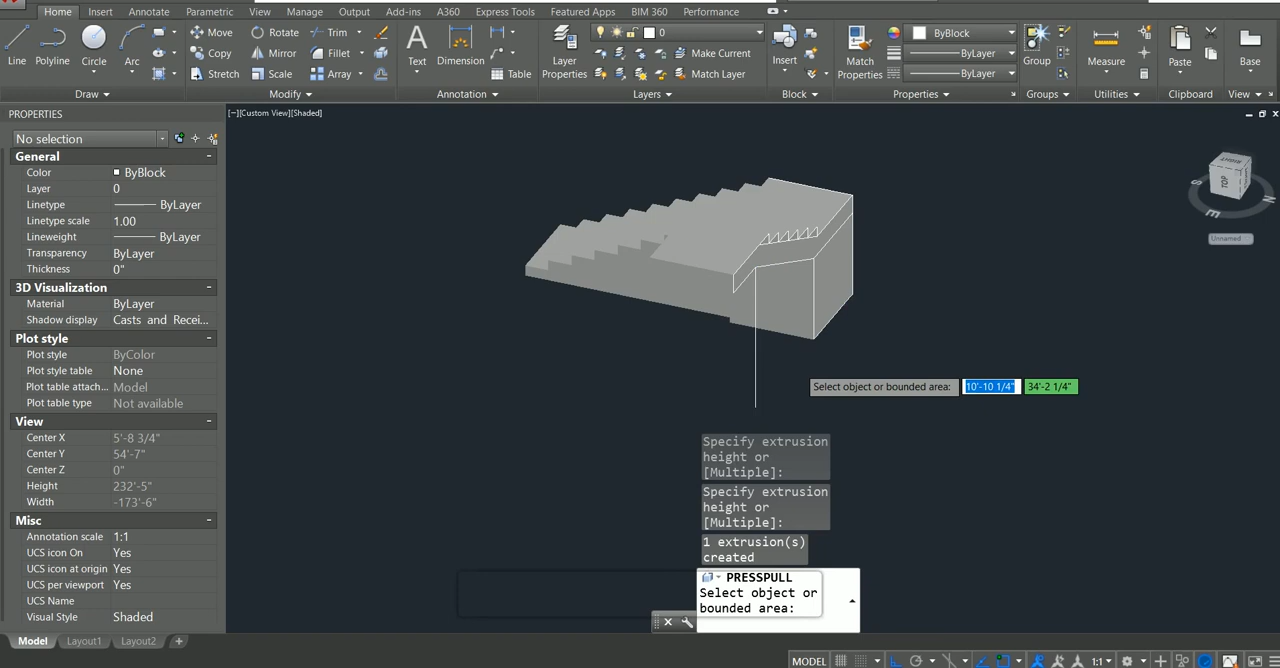 Home Insert Annotate Parametric View Manage Output Add-ins A360 Express Tools Featured Apps BIM 360 Performance
Move Rotate Trim 0 ByBlock
Copy Mirror Fillet Make Current ByLayer
Line Polyline Circle Arc Text Dimension Layer Properties Insert Match Properties Group Measure Paste Base
Stretch Scale Array Table Match Layer ByLayer
Draw Modify Annotation Layers Block Properties Groups Utilities Clipboard View
PROPERTIES
[−][Custom View][Shaded]
No selection
General
Color ByBlock
Layer 0
Linetype ByLayer
Linetype scale 1.00
Lineweight ByLayer
Transparency ByLayer
Thickness 0"
3D Visualization
Material ByLayer
Shadow display Casts and Recei...
Plot style
Plot style ByColor
Plot style table None
Plot table attach... Model
Plot table type Not available
View
Center X 5'-8 3/4"
Center Y 54'-7"
Center Z 0"
Height 232'-5"
Width -173'-6"
Misc
Annotation scale 1:1
UCS icon On Yes
UCS icon at origin Yes
UCS per viewport Yes
UCS Name
Visual Style Shaded
RIGHT
TOP
S
N
E
Unnamed
Select object or bounded area: 10'-10 1/4" 34'-2 1/4"
Specify extrusion
height or
[Multiple]:
Specify extrusion
height or
[Multiple]:
1 extrusion(s)
created
PRESSPULL
Select object or
bounded area:
Model Layout1 Layout2 +
MODEL 1:1